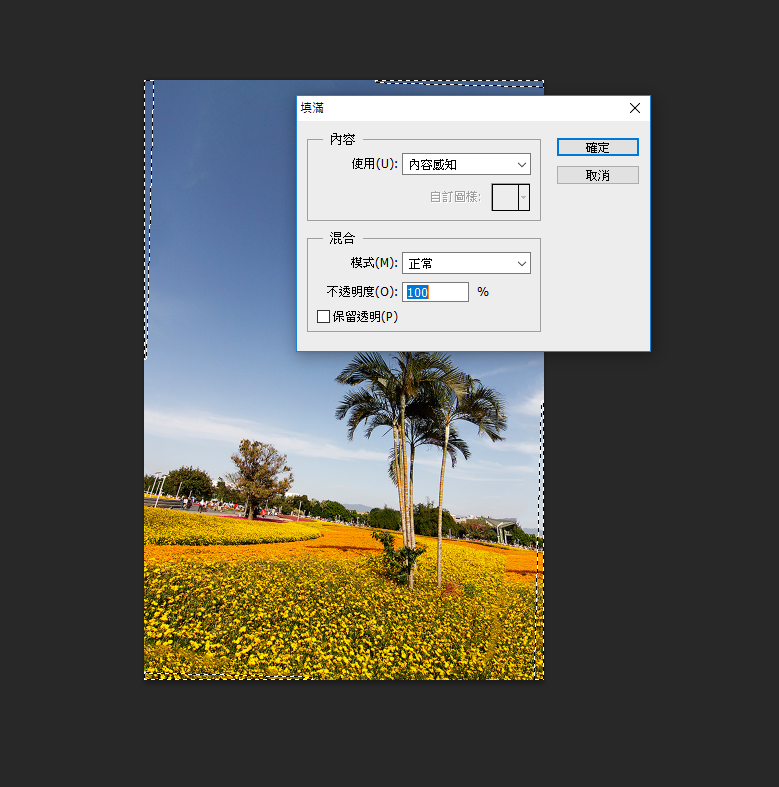 填滿
內容
使用(U): 內容感知
自訂圖樣:
混合
模式(M): 正常
不透明度(O): 100 %
保留透明(P)
確定
取消